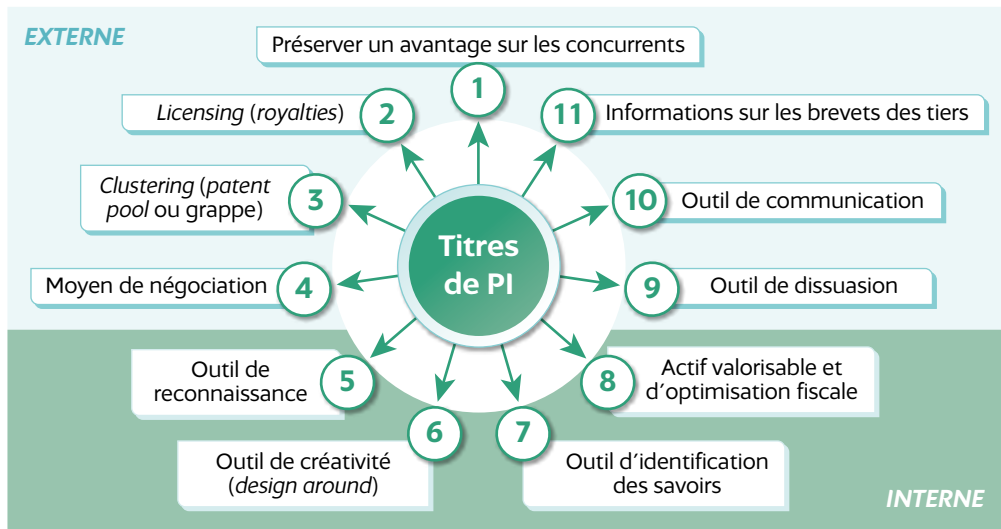 EXTERNE
Préserver un avantage sur les concurrents
1
Licensing (royalties)
2
11
Informations sur les brevets des tiers
Clustering (patent
pool ou grappe)
3
10
Outil de communication
Titres
de PI
Moyen de négociation
4
9
Outil de dissuasion
Outil de
reconnaissance
5
8
Actif valorisable et
d'optimisation fiscale
6
7
Outil de créativité
(design around)
Outil d'identification
des savoirs
INTERNE